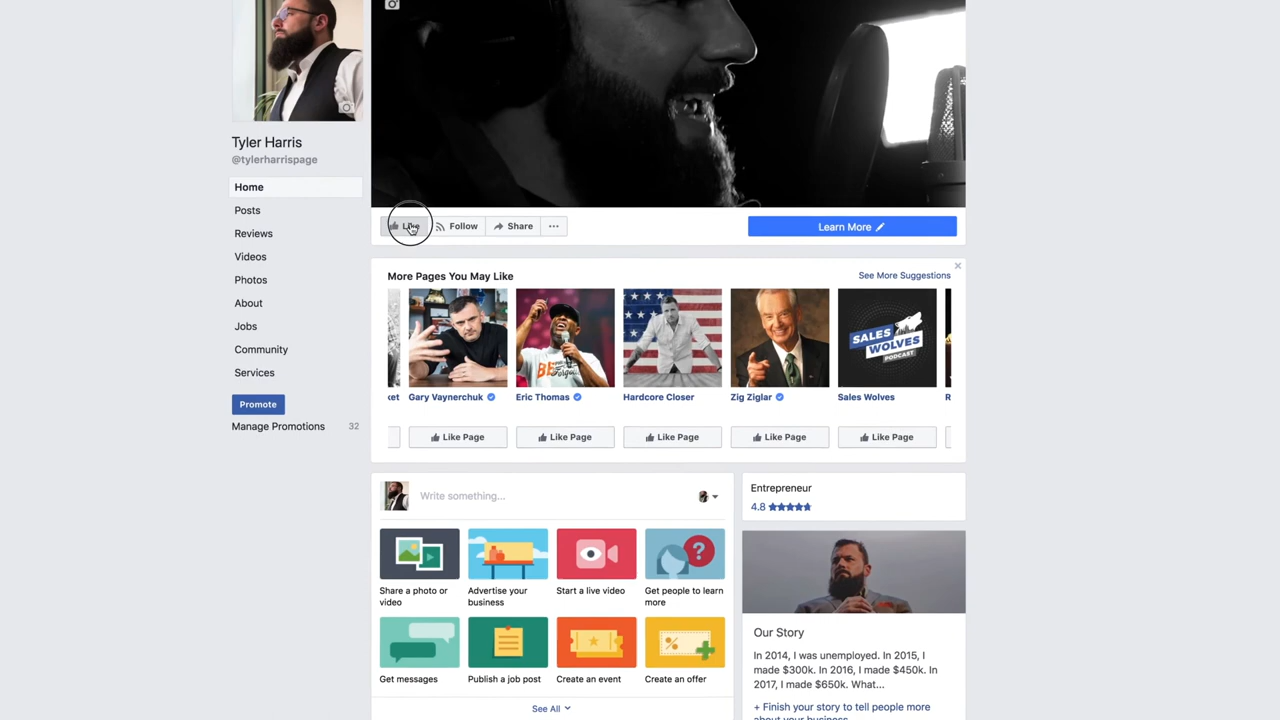 Tyler Harris
@tylerharrispage
Home
Posts
Reviews
Videos
Photos
About
Jobs
Community
Services
Promote
Manage Promotions 32
Like Follow Share ...
Learn More
More Pages You May Like
See More Suggestions
BE
SALES
WOLVES
PODCAST
ket Gary Vaynerchuk Eric Thomas Hardcore Closer Zig Ziglar Sales Wolves R
Like Page Like Page Like Page Like Page Like Page
Write something...
Share a photo or
video
Advertise your
business
Start a live video
Get people to learn
more
Get messages
Publish a job post
Create an event
Create an offer
See All
Entrepreneur
4.8
Our Story
In 2014, I was unemployed. In 2015, I
made $300k. In 2016, I made $450k. In
2017, I made $650k. What...
+ Finish your story to tell people more
about your business